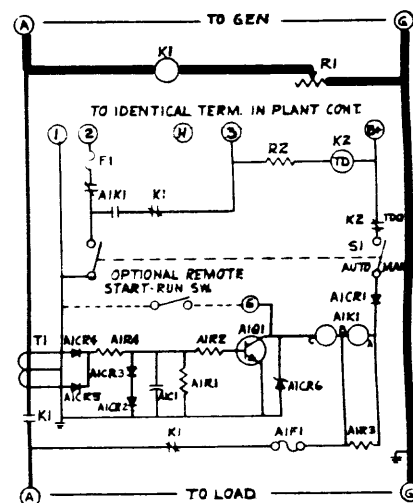 A TO GEN G
K1
R1
TO IDENTICAL TERM. IN PLANT CONT.
1 2 H 3 B+
F1
R2 K2
TD
A1K1 K1
K2 TDO
S1
AUTO MAN
OPTIONAL REMOTE
START-RUN SW.
6
A1CR1
A1K1
T1
A1CR4 A1R4 A1R2 A1Q1
C B A
A1CR3
A1CR5 A1CR2 A1R1
A1CR6
K1
K1 A1F1 A1R3
A TO LOAD G